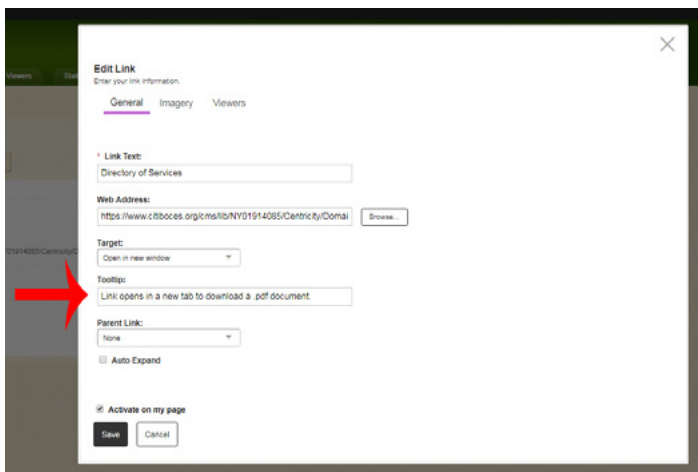 Viewers
Edit Link
Enter your link information.
General Imagery Viewers
* Link Text:
Directory of Services
Web Address:
https://www.citiboces.org/cms/lib/NY01914085/Centricity/Domai Browse...
Target:
Open in new window
Tooltip:
Link opens in a new tab to download a .pdf document.
Parent Link:
None
Auto Expand
Activate on my page
Save Cancel